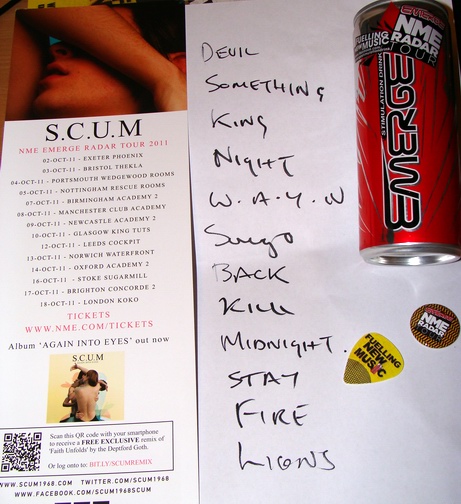 S.C.U.M
NME EMERGE RADAR TOUR 2011
02-OCT-11 - EXETER PHOENIX
03-OCT-11 - BRISTOL THEKLA
04-OCT-11 - PORTSMOUTH WEDGEWOOD ROOMS
05-OCT-11 - NOTTINGHAM RESCUE ROOMS
07-OCT-11 - BIRMINGHAM ACADEMY 2
08-OCT-11 - MANCHESTER CLUB ACADEMY
09-OCT-11 - NEWCASTLE ACADEMY 2
10-OCT-11 - GLASGOW KING TUTS
12-OCT-11 - LEEDS COCKPIT
13-OCT-11 - NORWICH WATERFRONT
14-OCT-11 - OXFORD ACADEMY 2
16-OCT-11 - STOKE SUGARMILL
17-OCT-11 - BRIGHTON CONCORDE 2
18-OCT-11 - LONDON KOKO
TICKETS
WWW.NME.COM/TICKETS
Album 'AGAIN INTO EYES' out now
S.C.U.M
Scan this QR code with your smartphone
to receive a FREE EXCLUSIVE remix of
'Faith Unfolds' by the Deptford Goth.
Or log onto to: BIT.LY/SCUMREMIX
WWW.SCUM1968.COM TWITTER.COM/SCUM1968
WWW.FACEBOOK.COM/SCUM1968SCUM
DEVIL
SOMETHING
KING
NIGHT
W.A.Y.N
BACK
KILL
MIDNIGHT.
STAY
FIRE
LIONS
EMERGE
NME
RADAR
TOUR
FUELLING
NEW MUSIC
EMERGE
STIMULATION DRINK
NME
RADAR
FUELLING
NEW
MUSIC